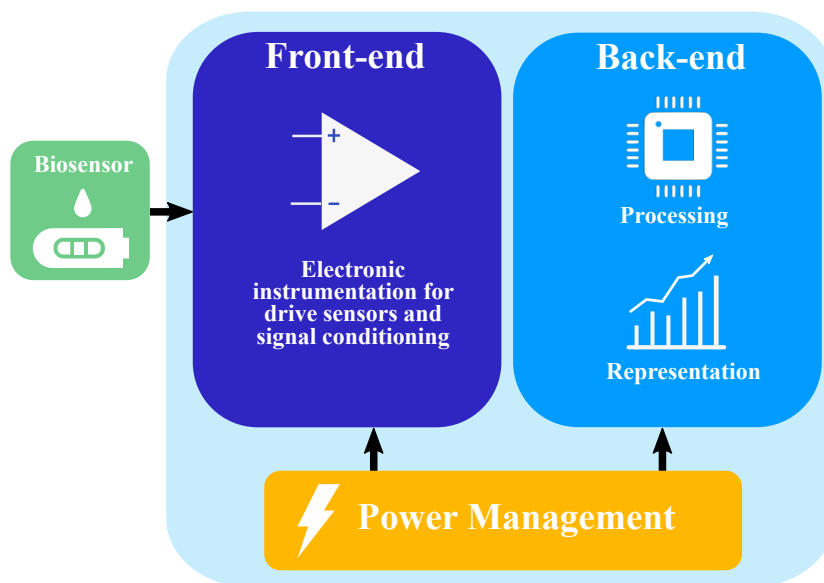 Front-end
Back-end
Biosensor
+
−
Processing
Electronic
instrumentation for
drive sensors and
signal conditioning
Representation
Power Management